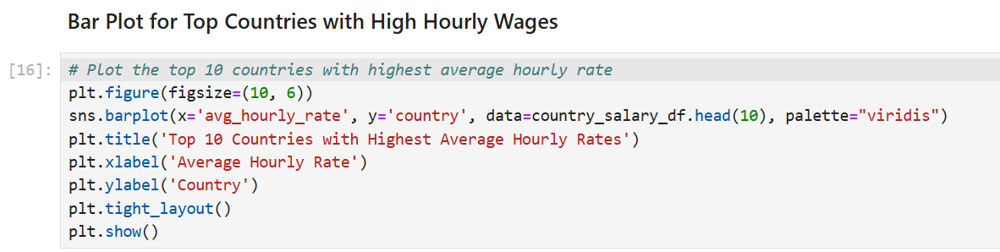 Bar Plot for Top Countries with High Hourly Wages
[16]: # Plot the top 10 countries with highest average hourly rate
plt.figure(figsize=(10, 6))
sns.barplot(x='avg_hourly_rate', y='country', data=country_salary_df.head(10), palette="viridis")
plt.title('Top 10 Countries with Highest Average Hourly Rates')
plt.xlabel('Average Hourly Rate')
plt.ylabel('Country')
plt.tight_layout()
plt.show()